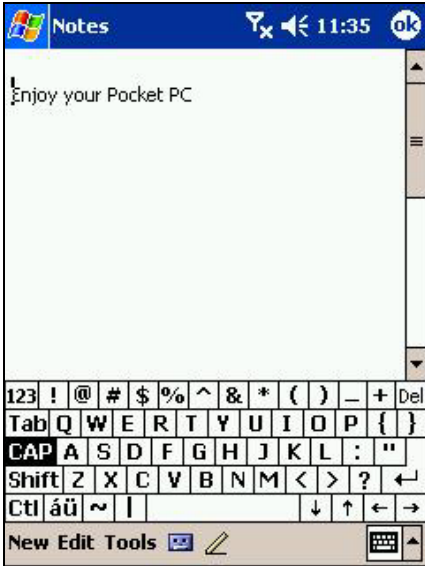 Notes 11:35 ok
Enjoy your Pocket PC
123 ! @ # $ % ^ & * ( ) _ + Del
Tab Q W E R T Y U I O P { }
CAP A S D F G H J K L : "
Shift Z X C V B N M < > ? ↵
Ctl áü ~ | ↓ ↑ ← →
New Edit Tools